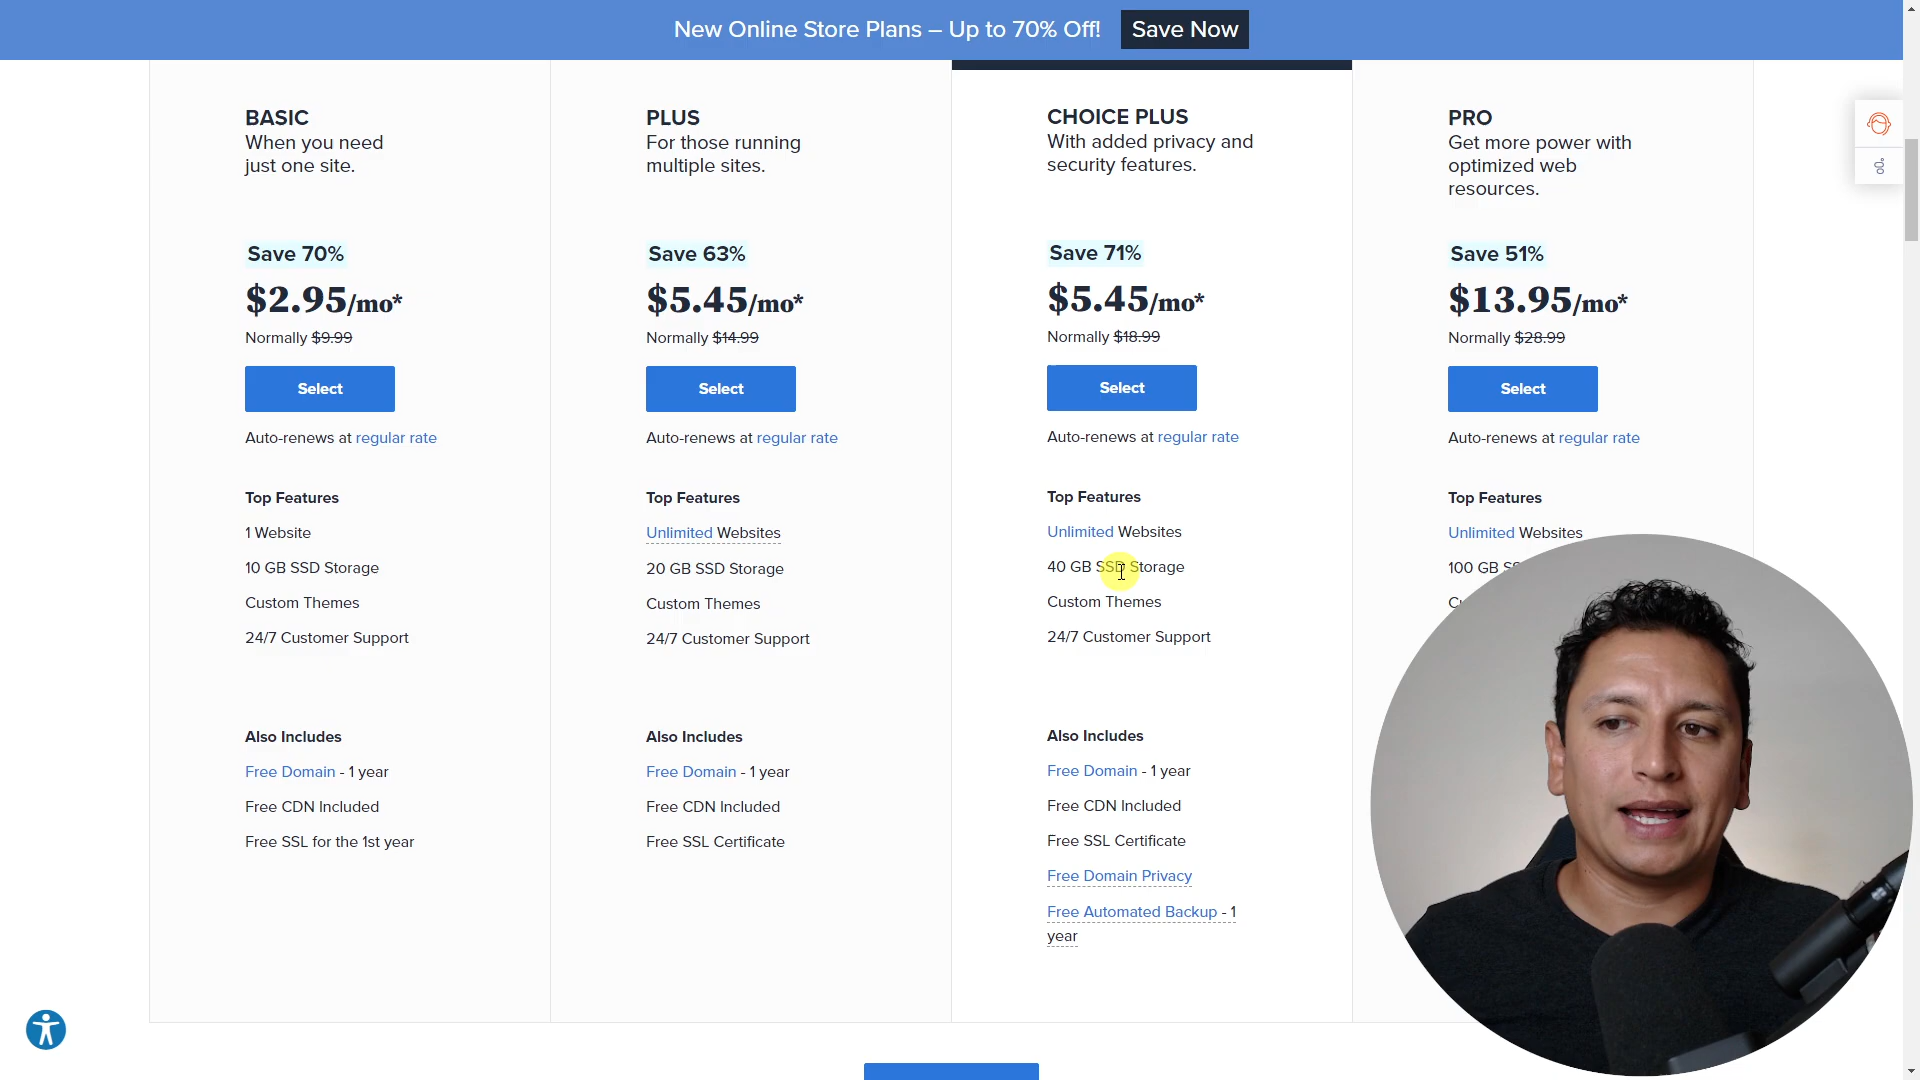 New Online Store Plans – Up to 70% Off!
Save Now
BASIC
When you need
just one site.
Save 70%
$2.95/mo*
Normally $9.99
Select
Auto-renews at regular rate
Top Features
1 Website
10 GB SSD Storage
Custom Themes
24/7 Customer Support
Also Includes
Free Domain - 1 year
Free CDN Included
Free SSL for the 1st year
PLUS
For those running
multiple sites.
Save 63%
$5.45/mo*
Normally $14.99
Select
Auto-renews at regular rate
Top Features
Unlimited Websites
20 GB SSD Storage
Custom Themes
24/7 Customer Support
Also Includes
Free Domain - 1 year
Free CDN Included
Free SSL Certificate
CHOICE PLUS
With added privacy and
security features.
Save 71%
$5.45/mo*
Normally $18.99
Select
Auto-renews at regular rate
Top Features
Unlimited Websites
40 GB SSD Storage
Custom Themes
24/7 Customer Support
Also Includes
Free Domain - 1 year
Free CDN Included
Free SSL Certificate
Free Domain Privacy
Free Automated Backup - 1
year
PRO
Get more power with
optimized web
resources.
Save 51%
$13.95/mo*
Normally $28.99
Select
Auto-renews at regular rate
Top Features
Unlimited Websites
100 GB